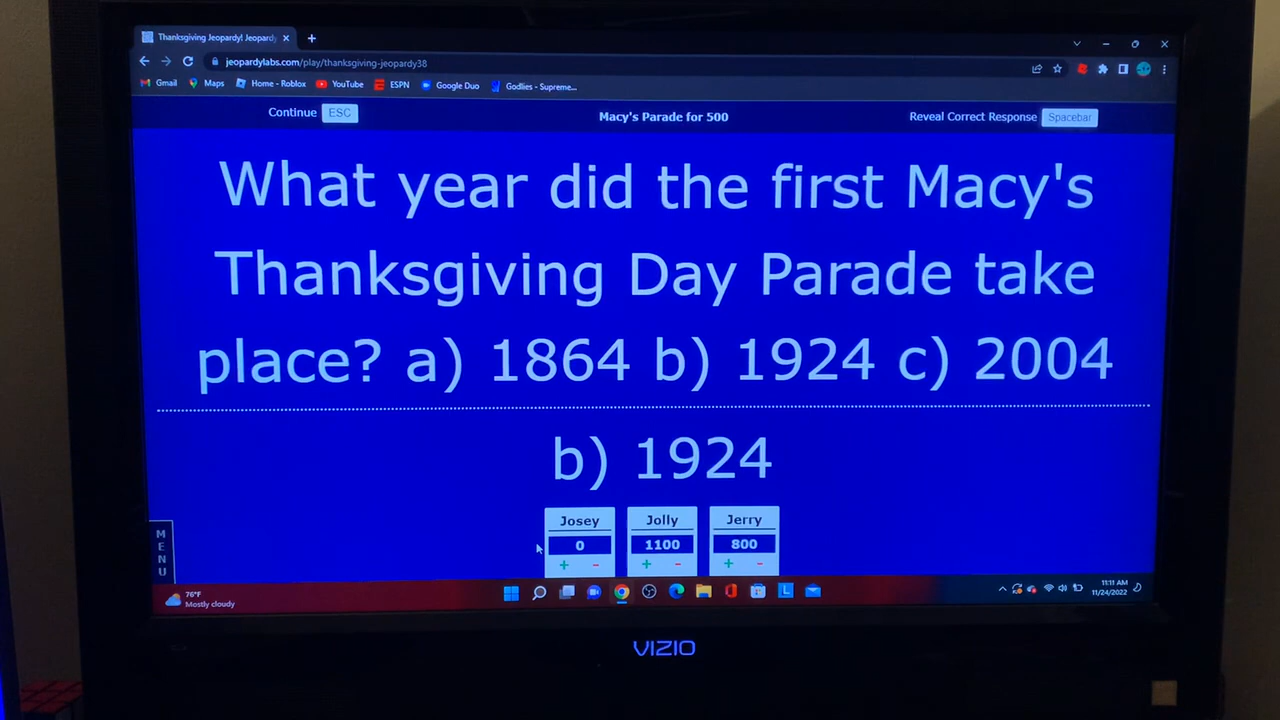 Thanksgiving Jeopardy! Jeopardy
jeopardylabs.com/play/thanksgiving-jeopardy38
Gmail Maps Home - Roblox YouTube ESPN Google Duo Godlies - Supreme...
Continue ESC Macy's Parade for 500 Reveal Correct Response Spacebar
What year did the first Macy's
Thanksgiving Day Parade take
place? a) 1864 b) 1924 c) 2004
b) 1924
Josey Jolly Jerry
0 1100 800
+ - + - + -
MENU
76°F
Mostly cloudy
11:11 AM
11/24/2022
VIZIO